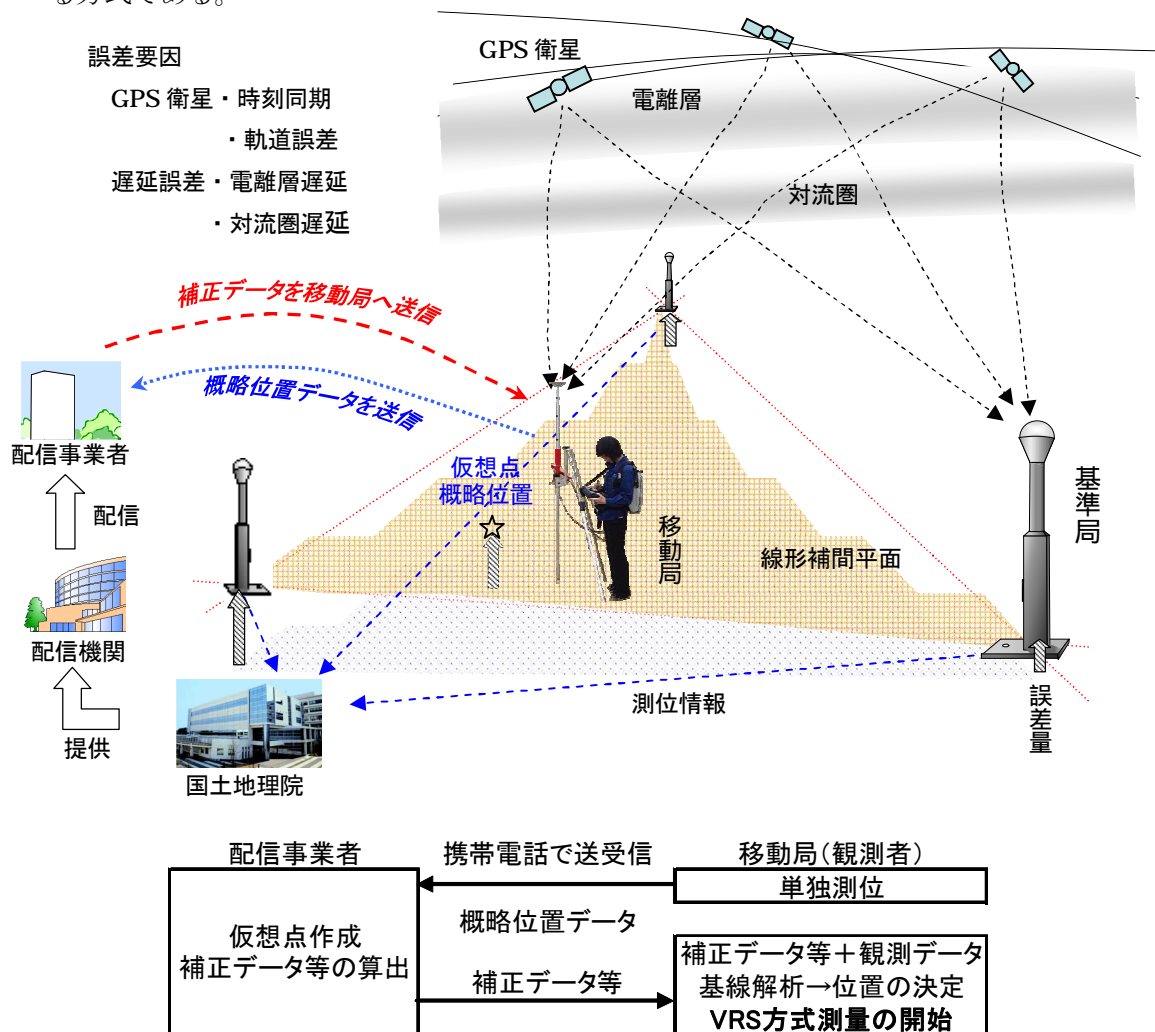 る方式である。
誤差要因
GPS 衛星・時刻同期
・軌道誤差
遅延誤差・電離層遅延
・対流圏遅延
GPS 衛星
電離層
対流圏
補正データを移動局へ送信
概略位置データを送信
配信事業者
配信
配信機関
提供
国土地理院
仮想点
概略位置
移動局
線形補間平面
基準局
測位情報
誤差量
配信事業者
携帯電話で送受信
移動局(観測者)
単独測位
概略位置データ
仮想点作成
補正データ等の算出
補正データ等
補正データ等+観測データ
基線解析→位置の決定
VRS方式測量の開始